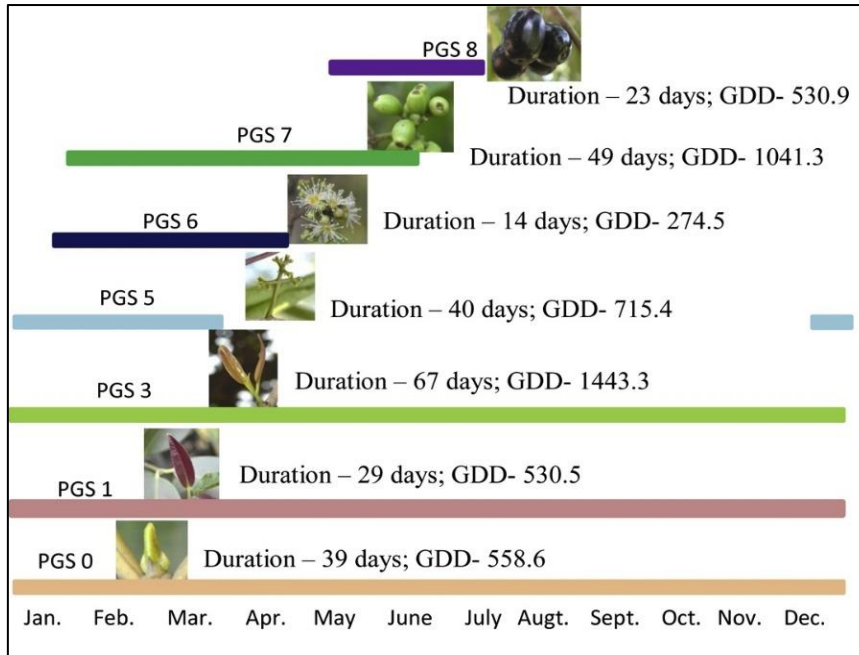 PGS 8
Duration – 23 days; GDD- 530.9
PGS 7
Duration – 49 days; GDD- 1041.3
PGS 6
Duration – 14 days; GDD- 274.5
PGS 5
Duration – 40 days; GDD- 715.4
PGS 3
Duration – 67 days; GDD- 1443.3
PGS 1
Duration – 29 days; GDD- 530.5
PGS 0
Duration – 39 days; GDD- 558.6
Jan. Feb. Mar. Apr. May June July Augt. Sept. Oct. Nov. Dec.